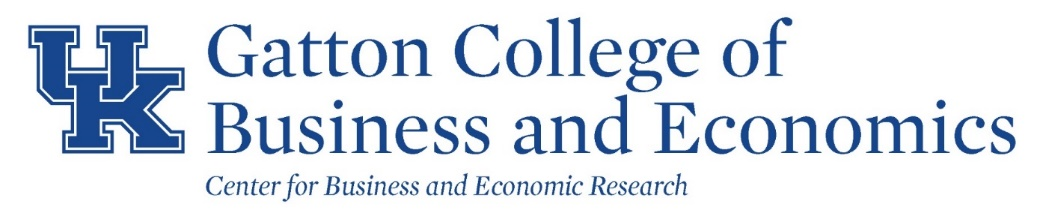 UK
Gatton College of
Business and Economics
Center for Business and Economic Research